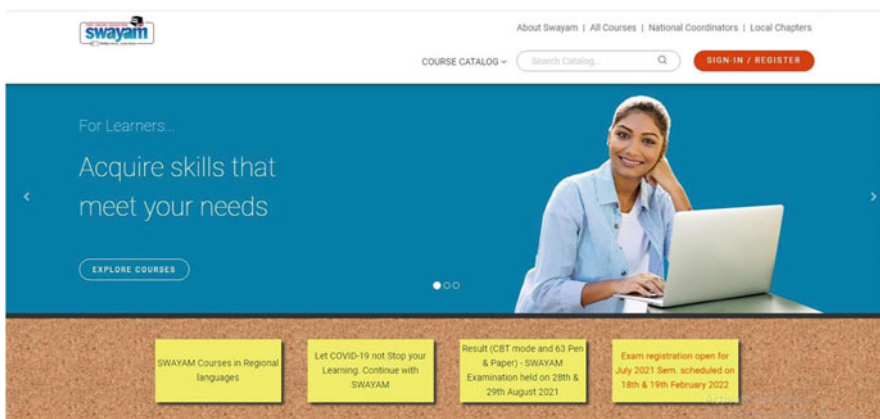 swayam
About Swayam | All Courses | National Coordinators | Local Chapters
COURSE CATALOG
Search Catalog...
SIGN-IN / REGISTER
For Learners...
Acquire skills that
meet your needs
EXPLORE COURSES
SWAYAM Courses in Regional
languages
Let COVID-19 not Stop your
Learning. Continue with
SWAYAM
Result (CBT mode and 63 Pen
& Paper) - SWAYAM
Examination held on 28th &
29th August 2021
Exam registration open for
July 2021 Sem. scheduled on
18th & 19th February 2022